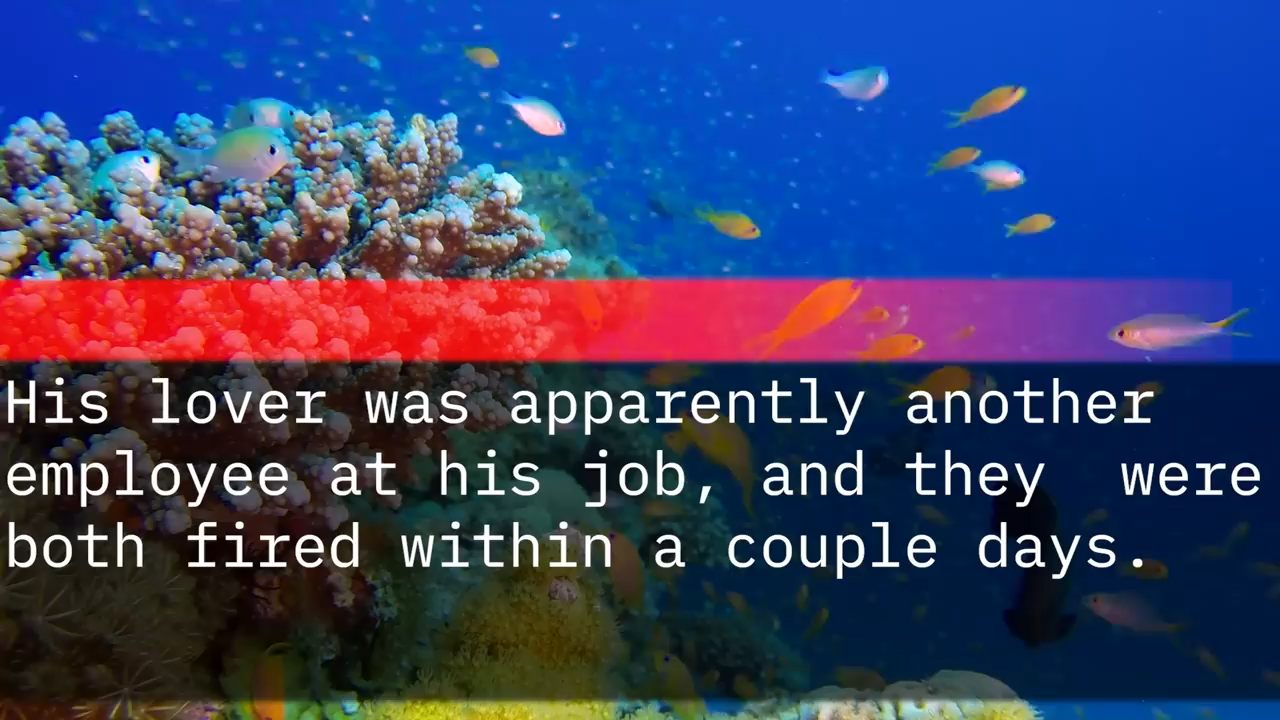 His lover was apparently another
employee at his job, and they  were
both fired within a couple days.